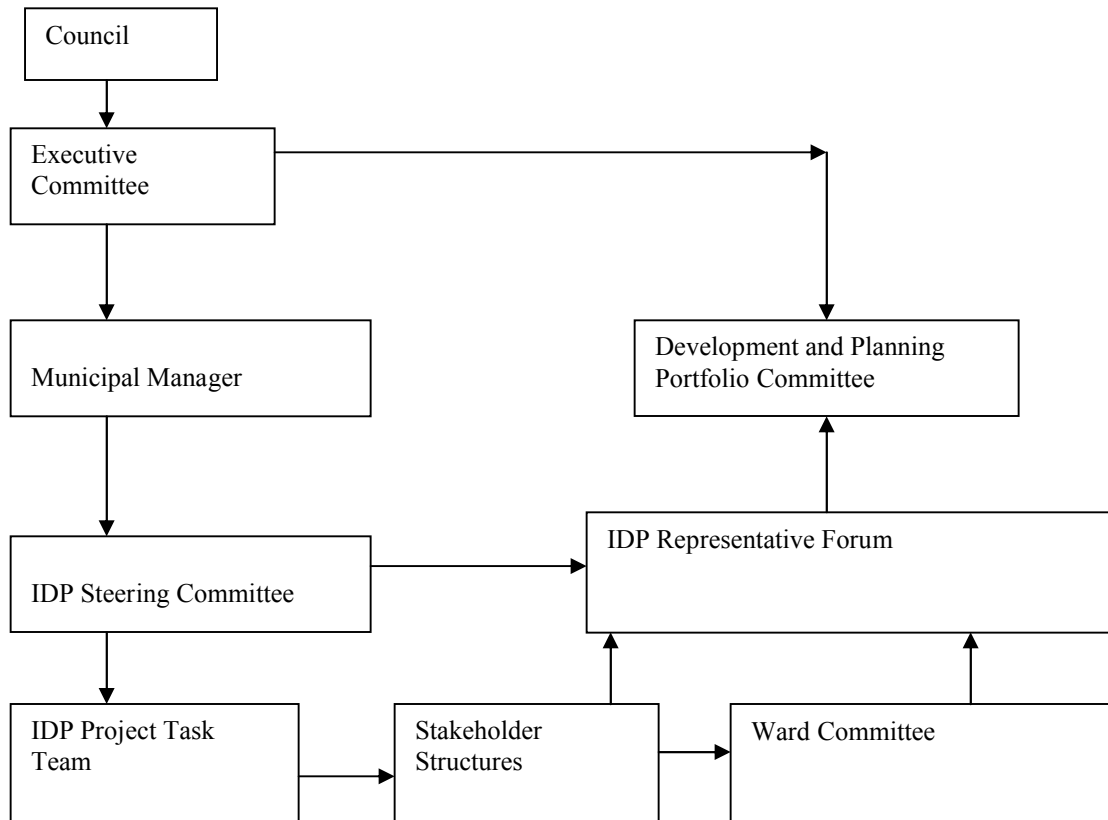 Council
Executive
Committee
Municipal Manager
Development and Planning
Portfolio Committee
IDP Steering Committee
IDP Representative Forum
IDP Project Task
Team
Stakeholder
Structures
Ward Committee